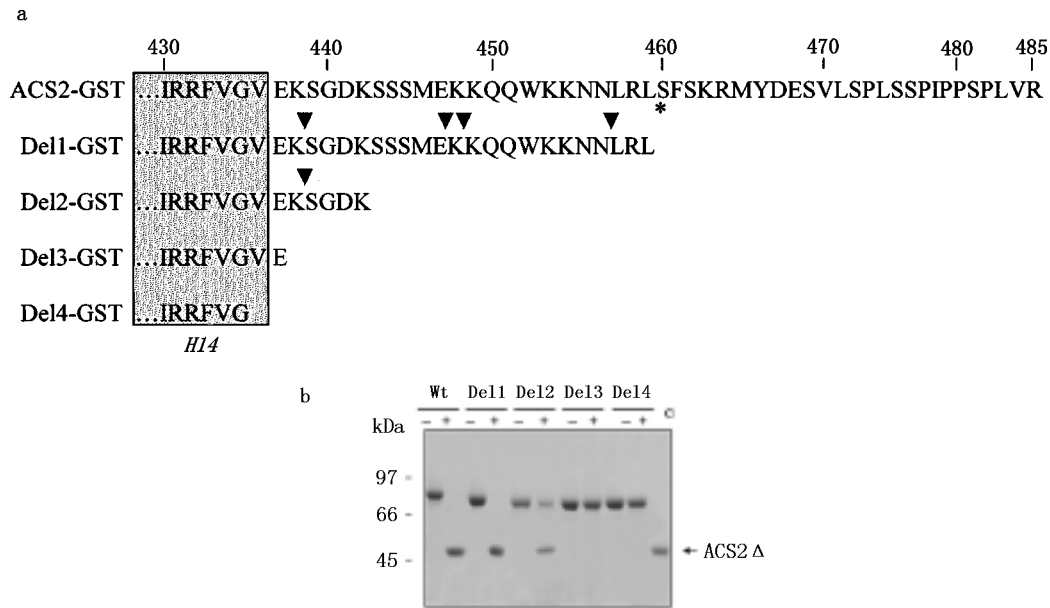 a
430 440 450 460 470 480 485
ACS2-GST ...IRRFVGV EKSGDKSSSMEKKQQWKKNNLRLSFSKRMYDESVLSPLSSPIPPSPLVR
*
Del1-GST ...IRRFVGV EKSGDKSSSMEKKQQWKKNNLRL
Del2-GST ...IRRFVGV EKSGDK
Del3-GST ...IRRFVGV E
Del4-GST ...IRRFVG
H14
b
Wt Del1 Del2 Del3 Del4 c
kDa - + - + - + - + - +
97 -
66 -
45 - ← ACS2Δ